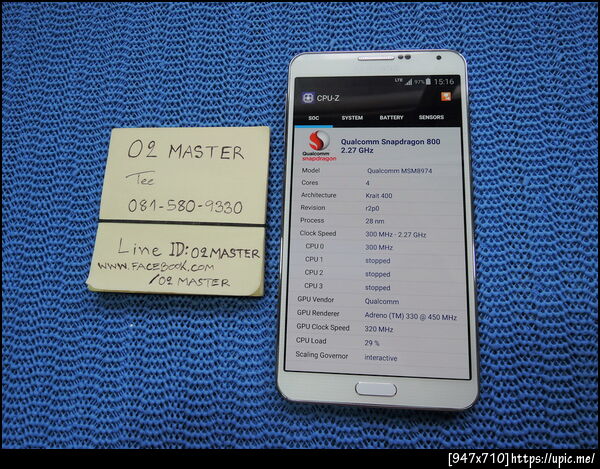 O2 MASTER
Tee
081-580-9330
Line ID: O2MASTER
WWW.FACEBOOK.COM
/O2 MASTER
LTE 97% 15:16
CPU-Z
SOC SYSTEM BATTERY SENSORS
Qualcomm snapdragon
Qualcomm Snapdragon 800
2.27 GHz
Model Qualcomm MSM8974
Cores 4
Architecture Krait 400
Revision r2p0
Process 28 nm
Clock Speed 300 MHz - 2.27 GHz
CPU 0 300 MHz
CPU 1 stopped
CPU 2 stopped
CPU 3 stopped
GPU Vendor Qualcomm
GPU Renderer Adreno (TM) 330 @ 450 MHz
GPU Clock Speed 320 MHz
CPU Load 29 %
Scaling Governor interactive
[947x710]https://upic.me/